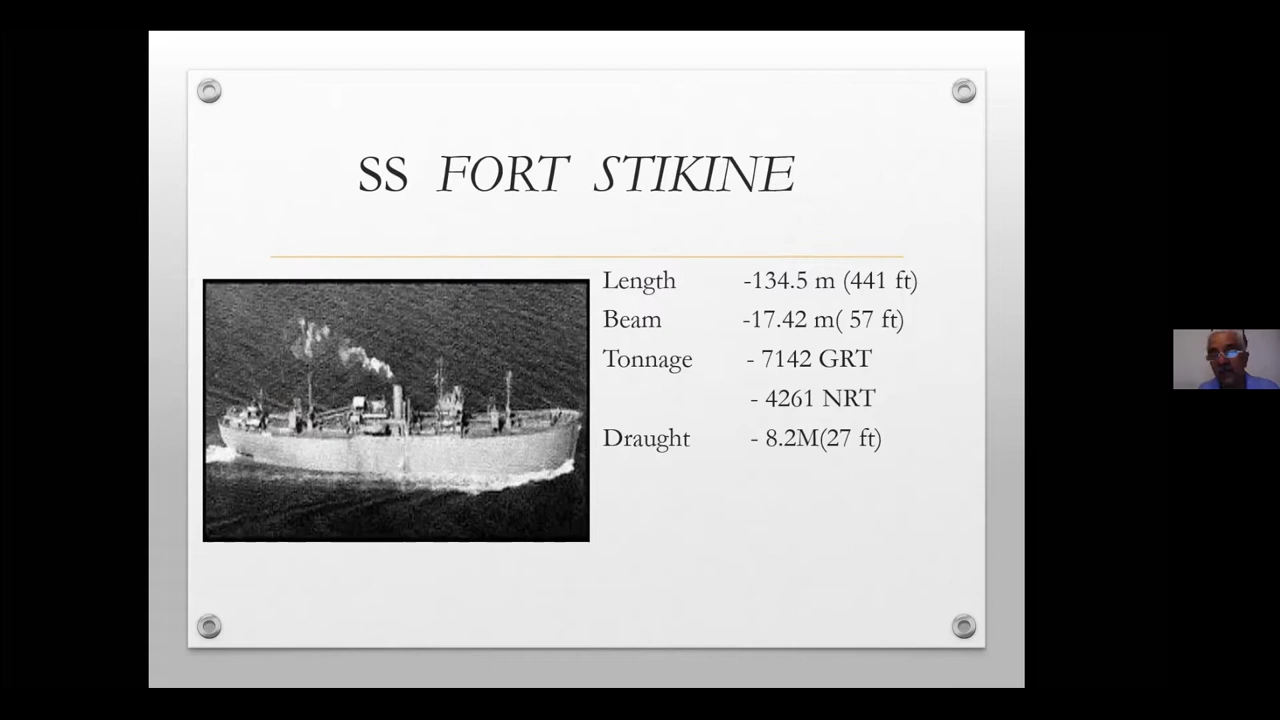 SS FORT STIKINE
Length -134.5 m (441 ft)
Beam -17.42 m( 57 ft)
Tonnage - 7142 GRT
- 4261 NRT
Draught - 8.2M(27 ft)